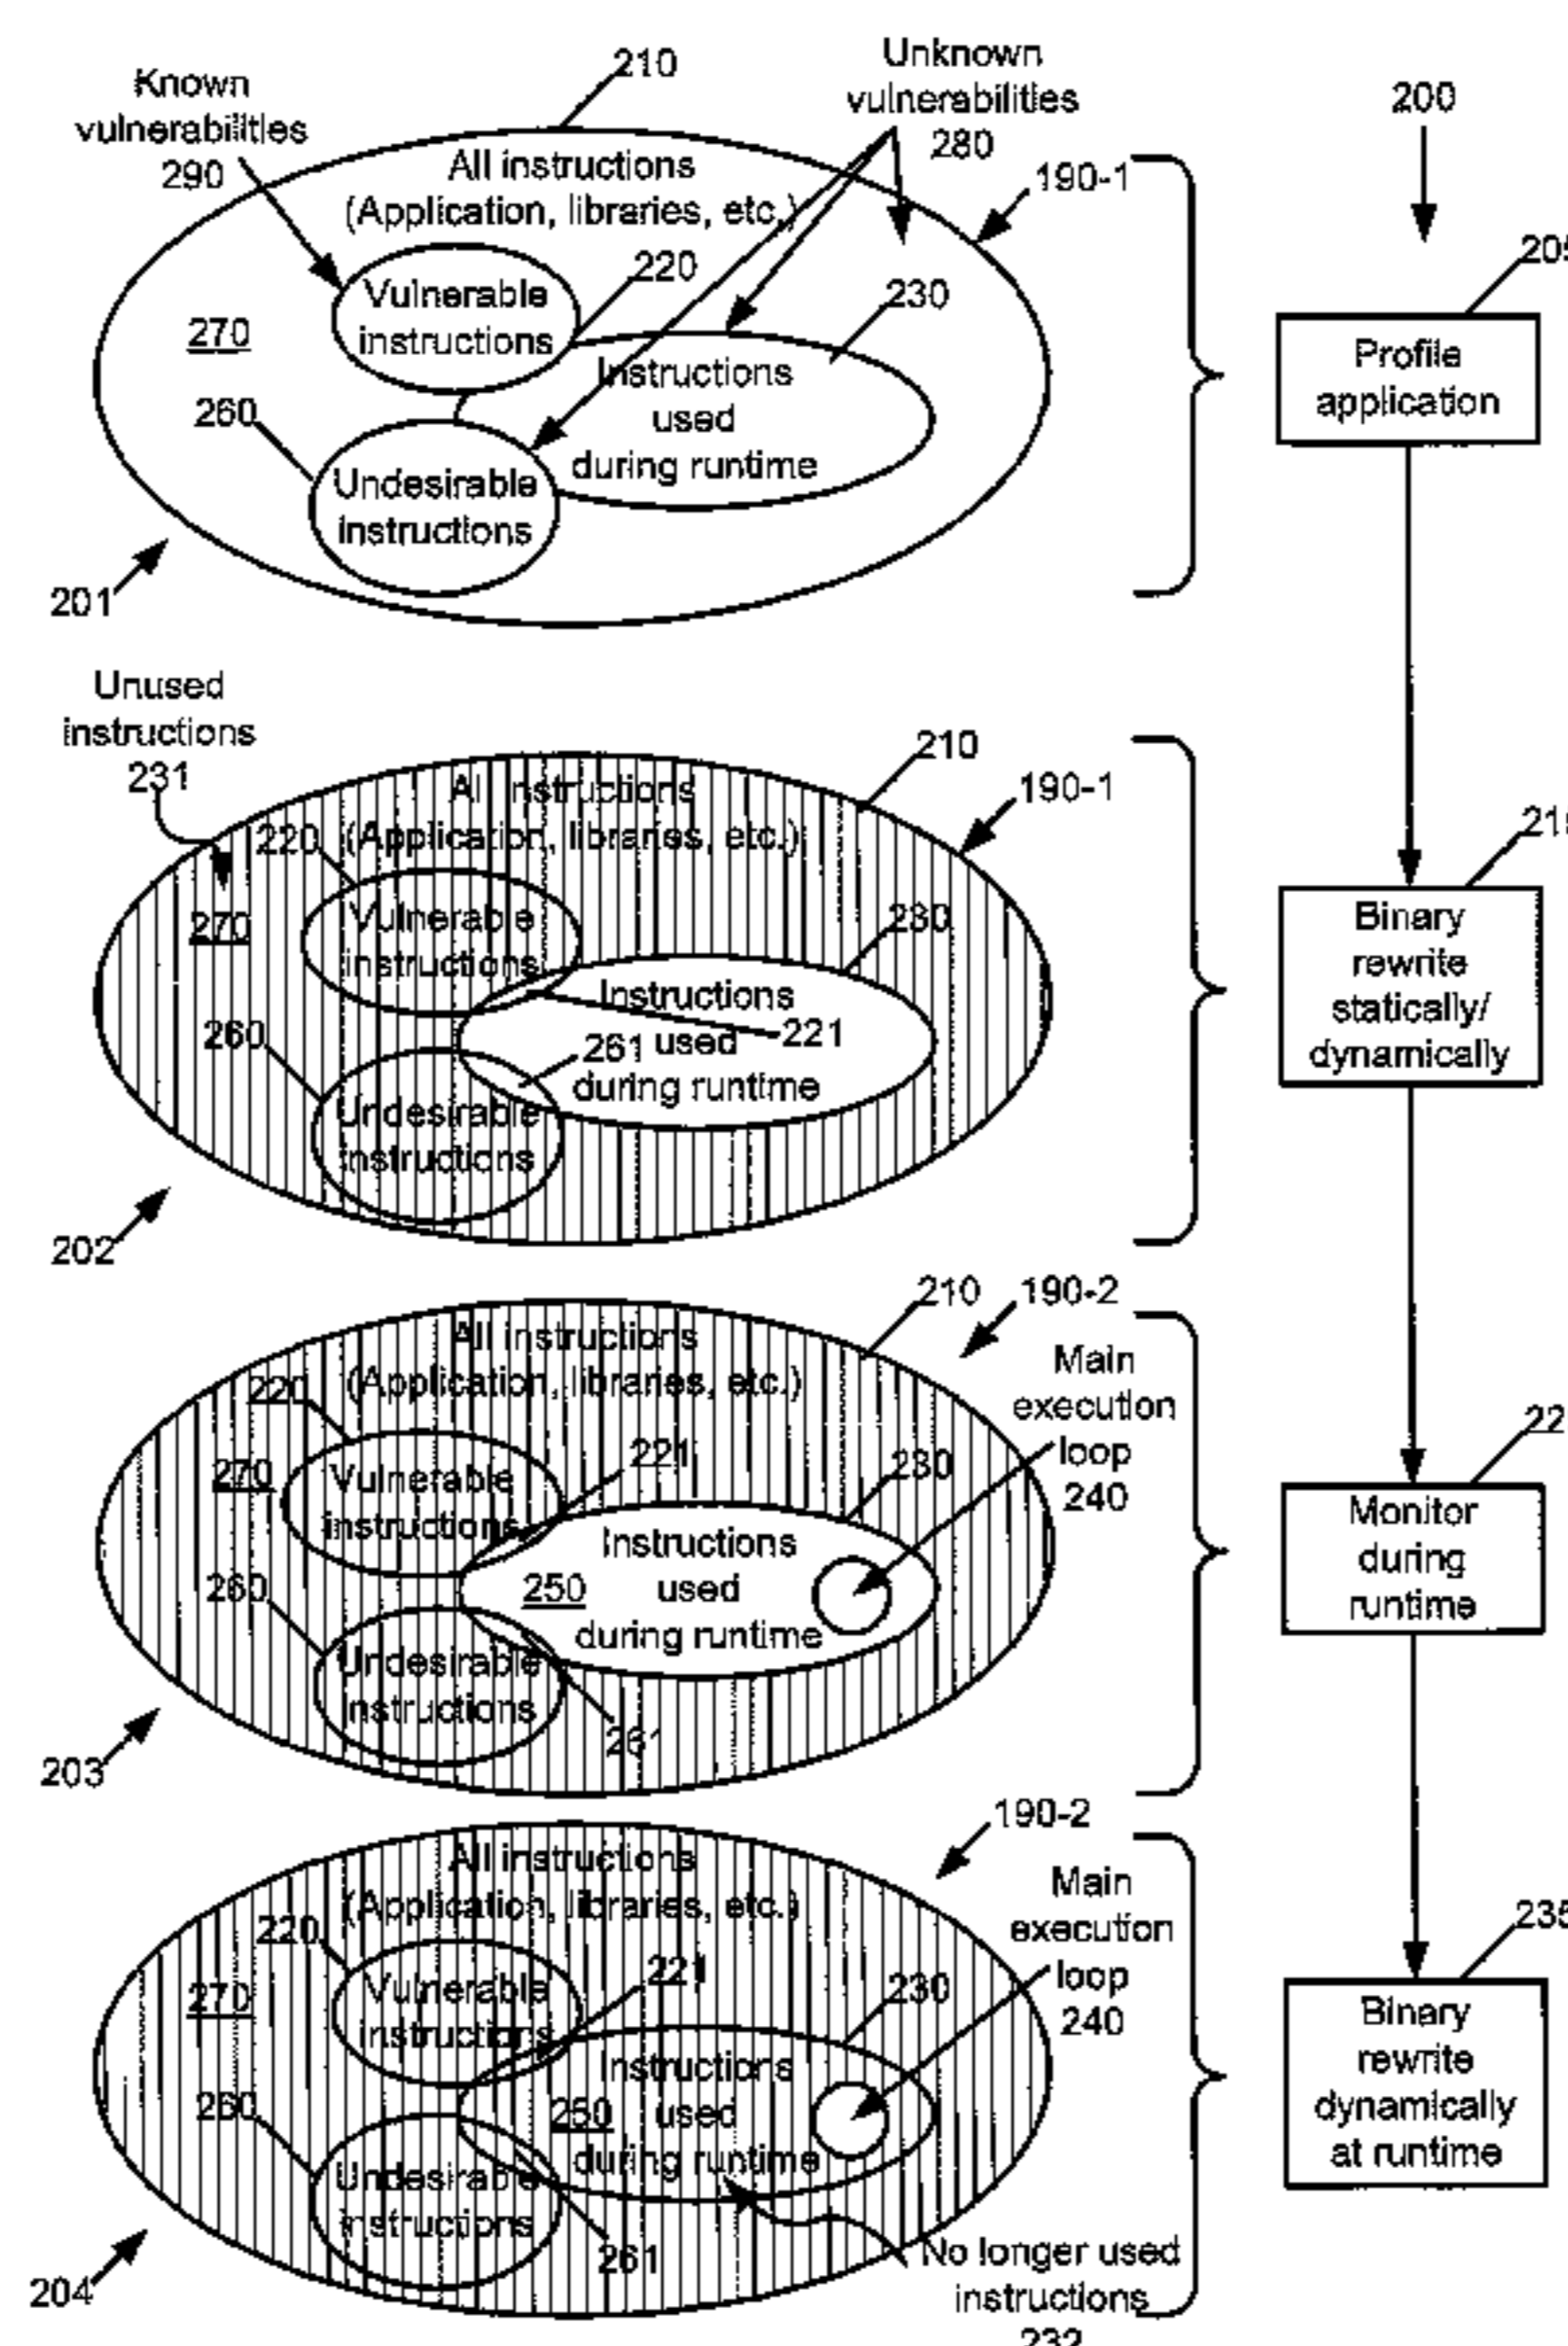 Known
vulnerabilities
290
210
Unknown
vulnerabilities
280
200
All instructions
(Application, libraries, etc.)
190-1
220
Vulnerable
instructions
230
270
Instructions
used
during runtime
260
Undesirable
instructions
201
205
Profile
application
Unused
instructions
231
210
190-1
All instructions
(Application, libraries, etc.)
220
270
Vulnerable
instructions
230
Instructions
used
during runtime
221
261
260
Undesirable
instructions
202
Binary
rewrite
statically/
dynamically
210
190-2
All instructions
(Application, libraries, etc.)
Main
execution
loop
240
220
270
Vulnerable
instructions
221
230
Instructions
used
during runtime
250
260
Undesirable
instructions
261
203
Monitor
during
runtime
190-2
All instructions
(Application, libraries, etc.)
Main
execution
loop
240
220
270
Vulnerable
instructions
221
230
Instructions
used
during runtime
250
260
Undesirable
instructions
261
204
No longer used
instructions
232
235
Binary
rewrite
dynamically
at runtime